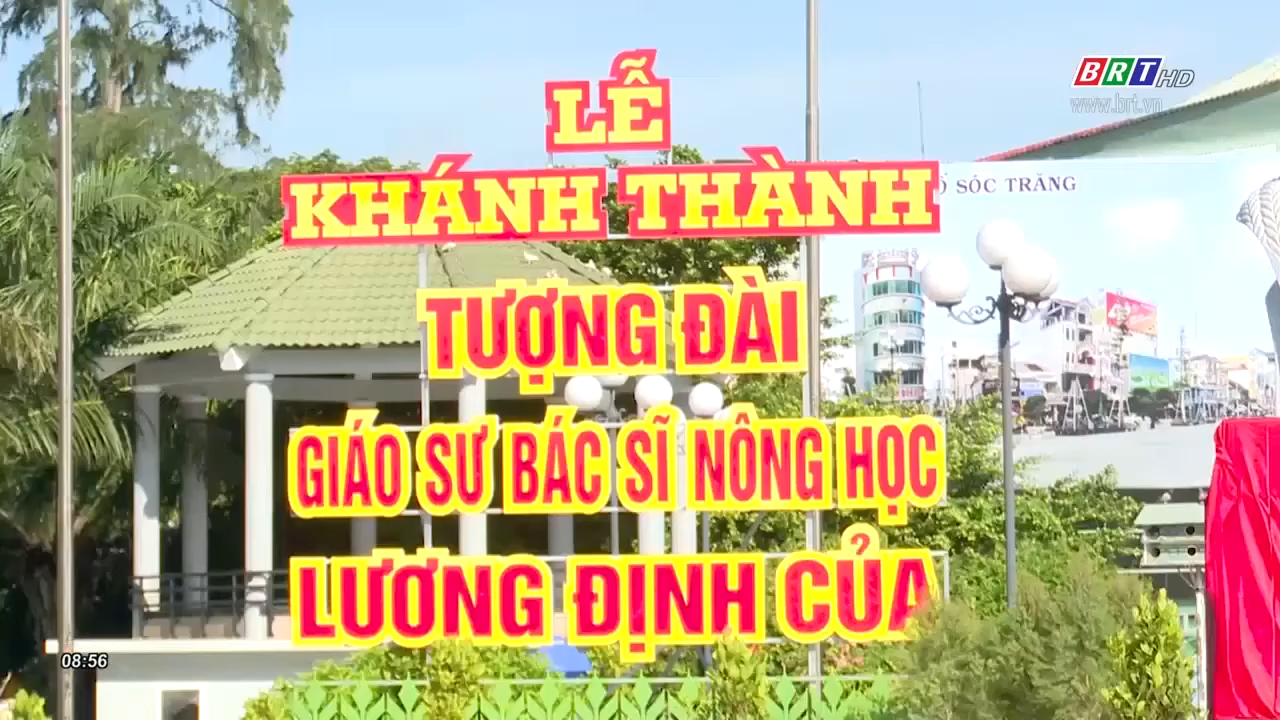 BRT HD
www.brt.vn
LỄ
KHÁNH THÀNH
SÓC TRĂNG
TƯỢNG ĐÀI
GIÁO SƯ BÁC SĨ NÔNG HỌC
LƯƠNG ĐỊNH CỦA
08:56